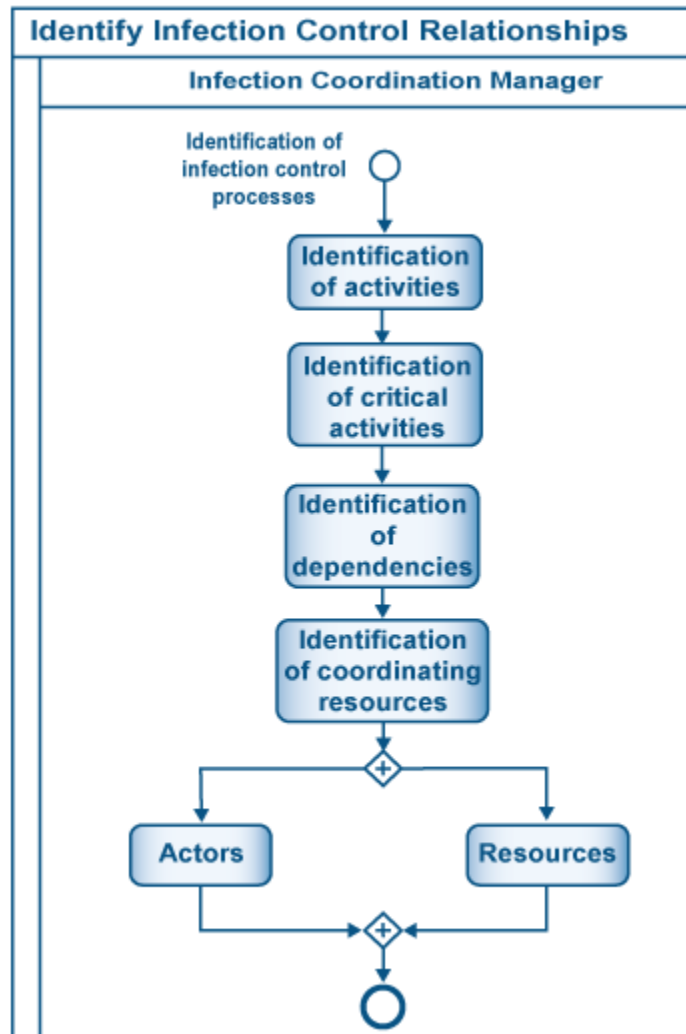 Identify Infection Control Relationships
Infection Coordination Manager
Identification of
infection control
processes
Identification
of activities
Identification
of critical
activities
Identification
of
dependencies
Identification
of coordinating
resources
Actors
Resources